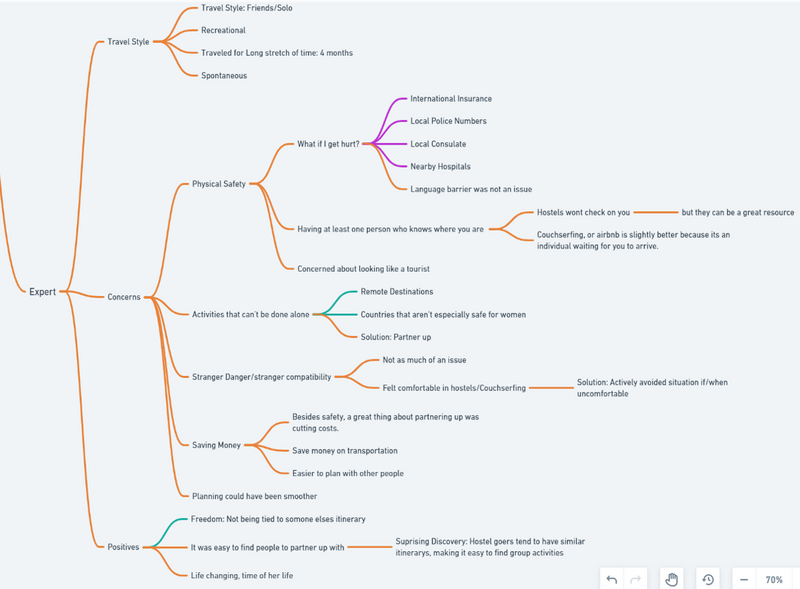 Travel Style: Friends/Solo
Recreational
Travel Style
Traveled for Long stretch of time: 4 months
Spontaneous
International Insurance
Local Police Numbers
What if I get hurt?
Local Consulate
Nearby Hospitals
Physical Safety
Language barrier was not an issue
Hostels wont check on you
but they can be a great resource
Having at least one person who knows where you are
Couchserfing, or airbnb is slightly better because its an
individual waiting for you to arrive.
Concerned about looking like a tourist
Expert
Concerns
Remote Destinations
Activities that can't be done alone
Countries that aren't especially safe for women
Solution: Partner up
Not as much of an issue
Stranger Danger/stranger compatibility
Felt comfortable in hostels/Couchserfing
Solution: Actively avoided situation if/when
uncomfortable
Besides safety, a great thing about partnering up was
cutting costs.
Saving Money
Save money on transportation
Easier to plan with other people
Planning could have been smoother
Freedom: Not being tied to somone elses itinerary
Positives
It was easy to find people to partner up with
Suprising Discovery: Hostel goers tend to have similar
itinerarys, making it easy to find group activities
Life changing, time of her life
70%